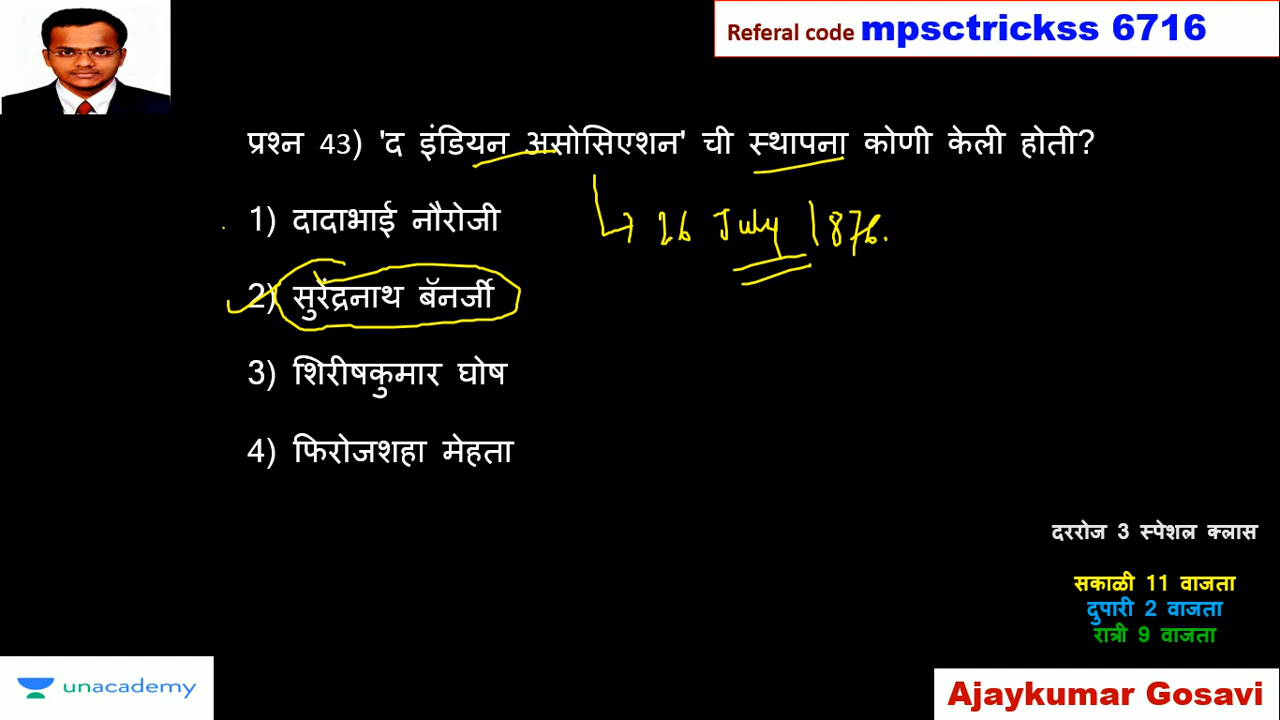 Referal code mpsctrickss 6716
प्रश्न 43) 'द इंडियन असोसिएशन' ची स्थापना कोणी केली होती?
1) दादाभाई नौरोजी
26 July 1876.
2) सुरेंद्रनाथ बॅनर्जी
3) शिरीषकुमार घोष
4) फिरोजशहा मेहता
दररोज 3 स्पेशल क्लास
सकाळी 11 वाजता
दुपारी 2 वाजता
रात्री 9 वाजता
unacademy
Ajaykumar Gosavi